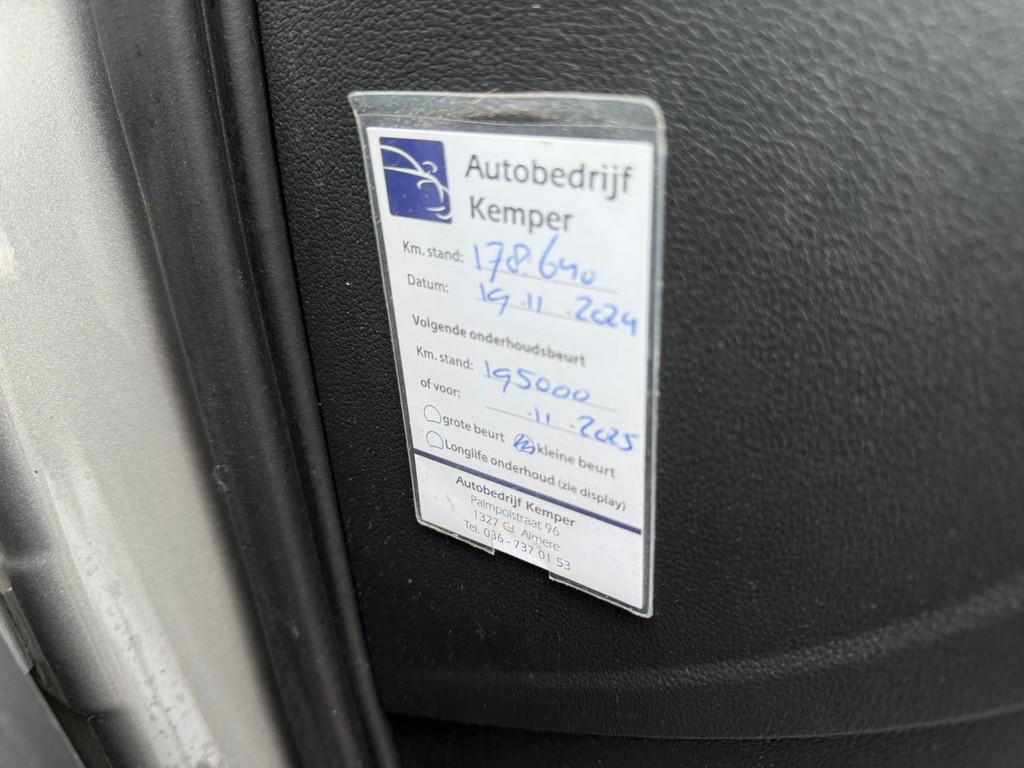 Autobedrijf
Kemper
Km. stand: 178.640
Datum: 19.11.2024
Volgende onderhoudsbeurt
Km. stand: 195000
of voor: .11.2025
grote beurt kleine beurt
Longlife onderhoud (zie display)
Autobedrijf Kemper
Palmpolstraat 96
1327 CJ Almere
Tel. 036 - 737 01 53